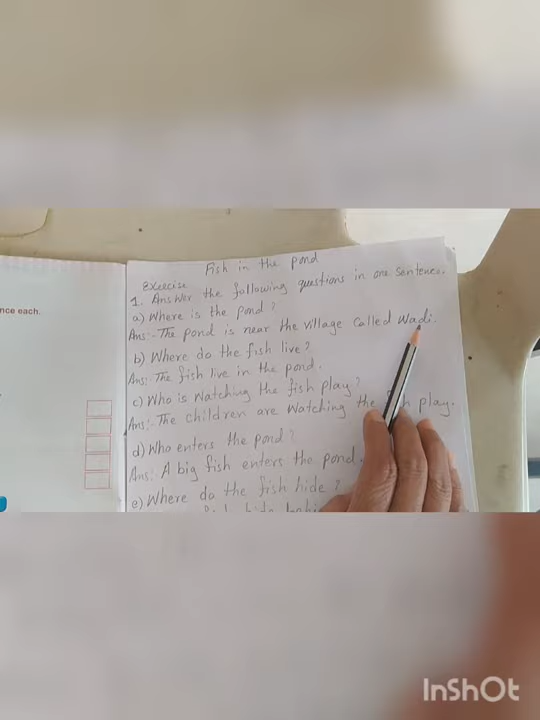 Fish in the pond
Exercise
1. Answer the following questions in one sentence.
a) Where is the pond?
Ans:- The pond is near the village called Wadi.
b) Where do the fish live?
Ans: The fish live in the pond.
c) Who is watching the fish play?
Ans:- The children are watching the fish play.
d) Who enters the pond?
Ans: A big fish enters the pond.
e) Where do the fish hide?
nce each.
InShOt